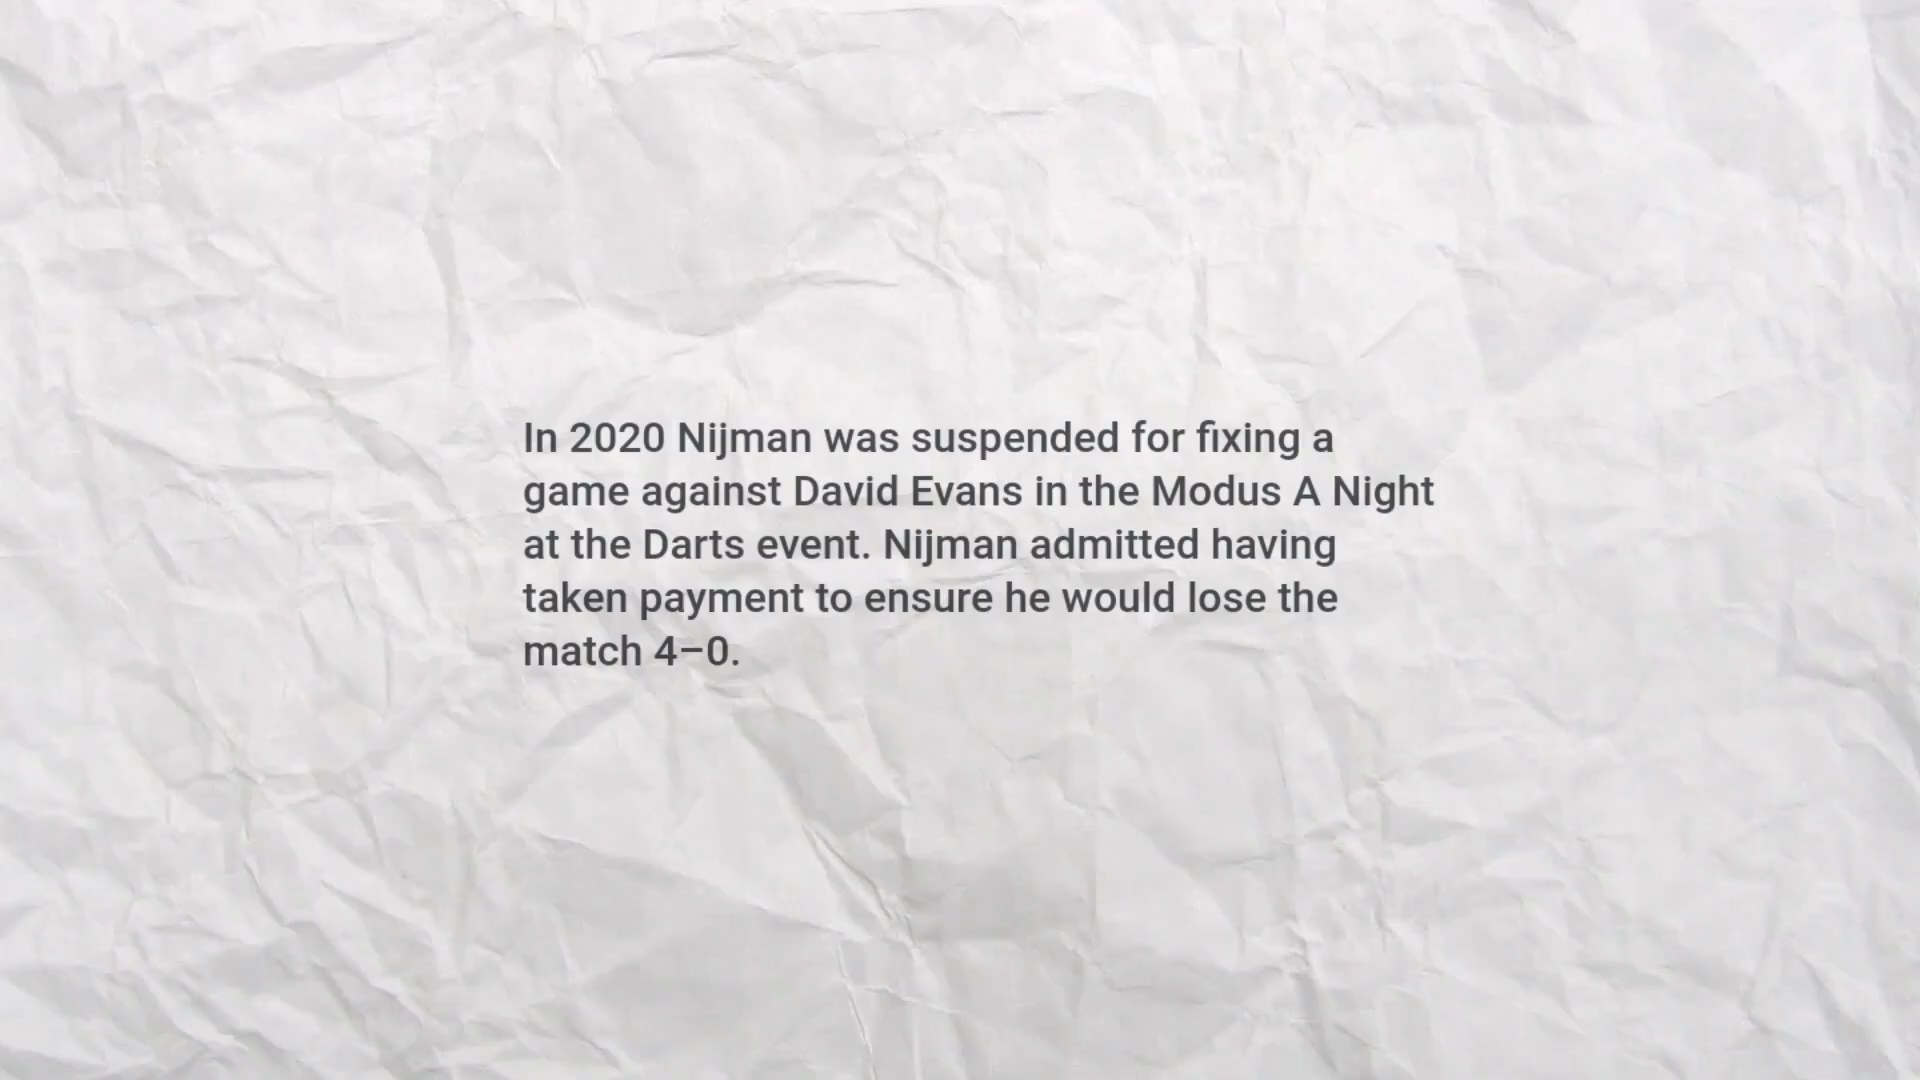 In 2020 Nijman was suspended for fixing a
game against David Evans in the Modus A Night
at the Darts event. Nijman admitted having
taken payment to ensure he would lose the
match 4–0.